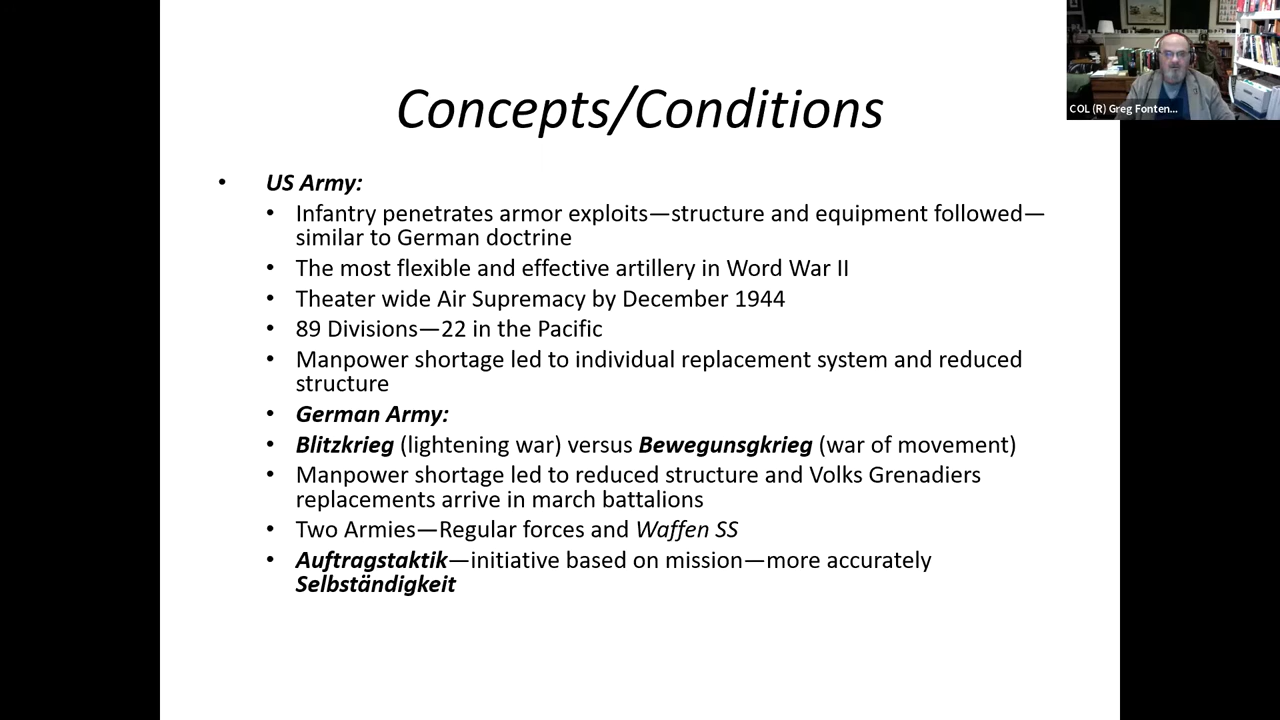 COL (R) Greg Fonten...
Concepts/Conditions
• US Army:
• Infantry penetrates armor exploits—structure and equipment followed—
similar to German doctrine
• The most flexible and effective artillery in Word War II
• Theater wide Air Supremacy by December 1944
• 89 Divisions—22 in the Pacific
• Manpower shortage led to individual replacement system and reduced
structure
• German Army:
• Blitzkrieg (lightening war) versus Bewegunsgkrieg (war of movement)
• Manpower shortage led to reduced structure and Volks Grenadiers
replacements arrive in march battalions
• Two Armies—Regular forces and Waffen SS
• Auftragstaktik—initiative based on mission—more accurately
Selbständigkeit